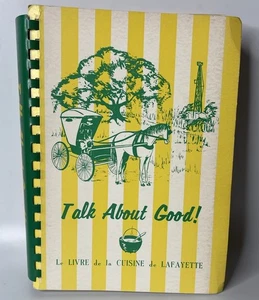 Talk About Good!
Le LIVRE de la CUISINE de LAFAYETTE